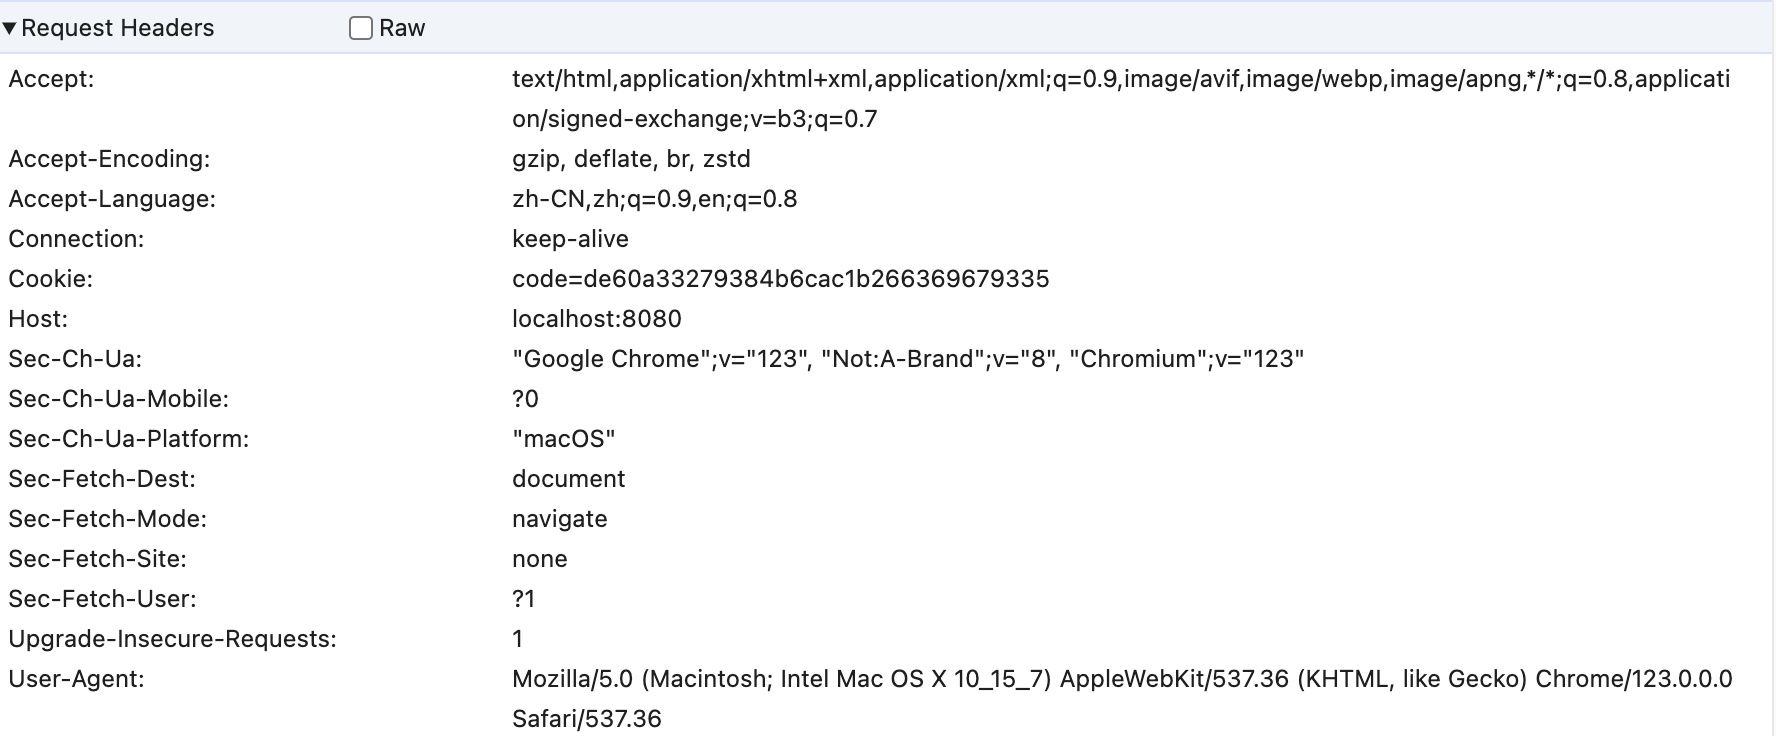 Request Headers Raw
Accept: text/html,application/xhtml+xml,application/xml;q=0.9,image/avif,image/webp,image/apng,*/*;q=0.8,applicati
on/signed-exchange;v=b3;q=0.7
Accept-Encoding: gzip, deflate, br, zstd
Accept-Language: zh-CN,zh;q=0.9,en;q=0.8
Connection: keep-alive
Cookie: code=de60a33279384b6cac1b266369679335
Host: localhost:8080
Sec-Ch-Ua: "Google Chrome";v="123", "Not:A-Brand";v="8", "Chromium";v="123"
Sec-Ch-Ua-Mobile: ?0
Sec-Ch-Ua-Platform: "macOS"
Sec-Fetch-Dest: document
Sec-Fetch-Mode: navigate
Sec-Fetch-Site: none
Sec-Fetch-User: ?1
Upgrade-Insecure-Requests: 1
User-Agent: Mozilla/5.0 (Macintosh; Intel Mac OS X 10_15_7) AppleWebKit/537.36 (KHTML, like Gecko) Chrome/123.0.0.0
Safari/537.36